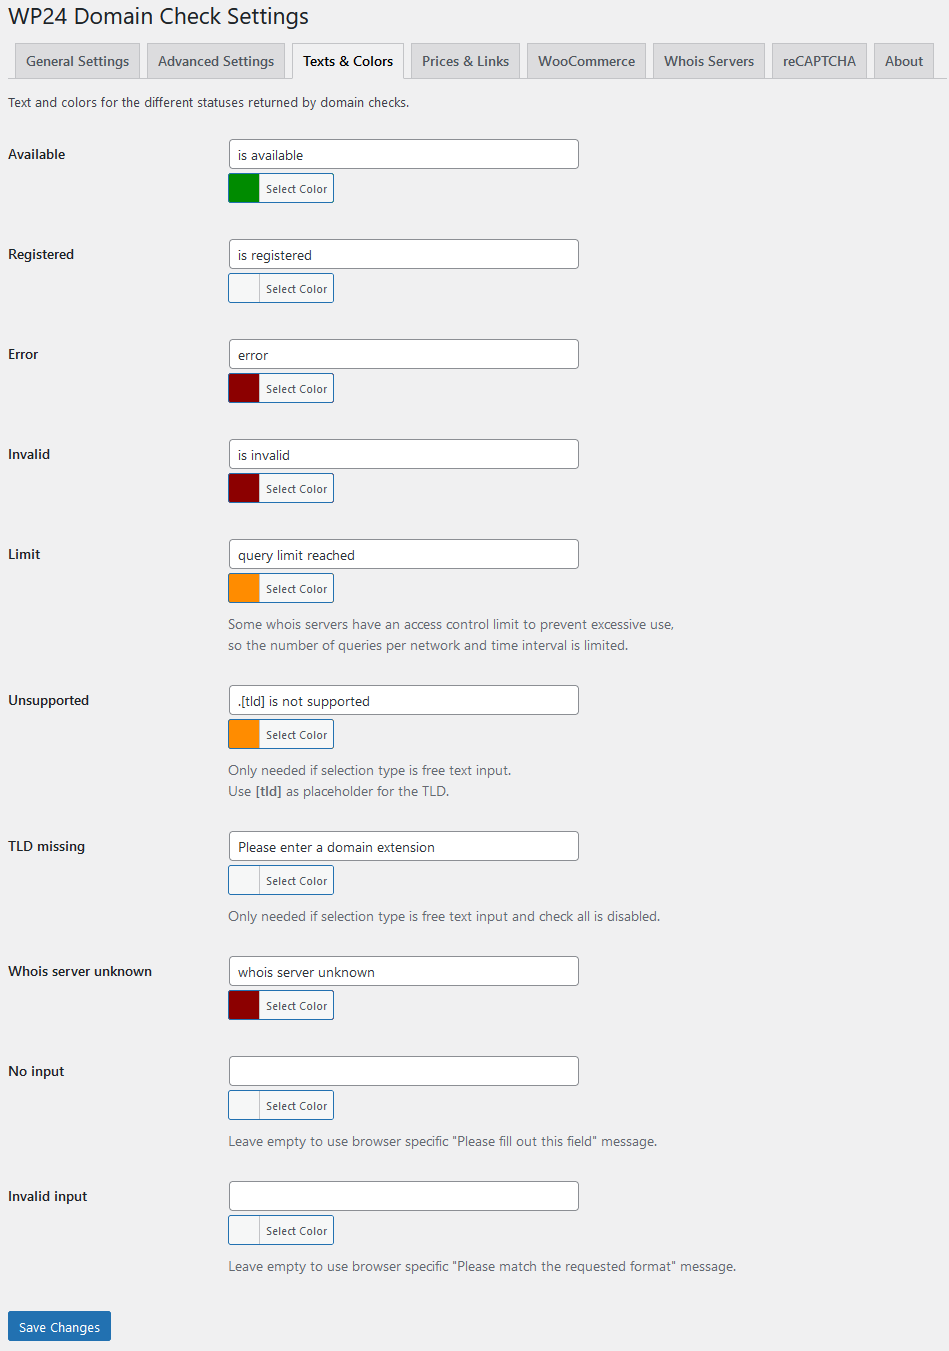 WP24 Domain Check Settings
General Settings
Advanced Settings
Texts & Colors
Prices & Links
WooCommerce
Whois Servers
reCAPTCHA
About
Text and colors for the different statuses returned by domain checks.
Available
is available
Select Color
Registered
is registered
Select Color
Error
error
Select Color
Invalid
is invalid
Select Color
Limit
query limit reached
Select Color
Some whois servers have an access control limit to prevent excessive use,
so the number of queries per network and time interval is limited.
Unsupported
.[tld] is not supported
Select Color
Only needed if selection type is free text input.
Use [tld] as placeholder for the TLD.
TLD missing
Please enter a domain extension
Select Color
Only needed if selection type is free text input and check all is disabled.
Whois server unknown
whois server unknown
Select Color
No input
Select Color
Leave empty to use browser specific "Please fill out this field" message.
Invalid input
Select Color
Leave empty to use browser specific "Please match the requested format" message.
Save Changes